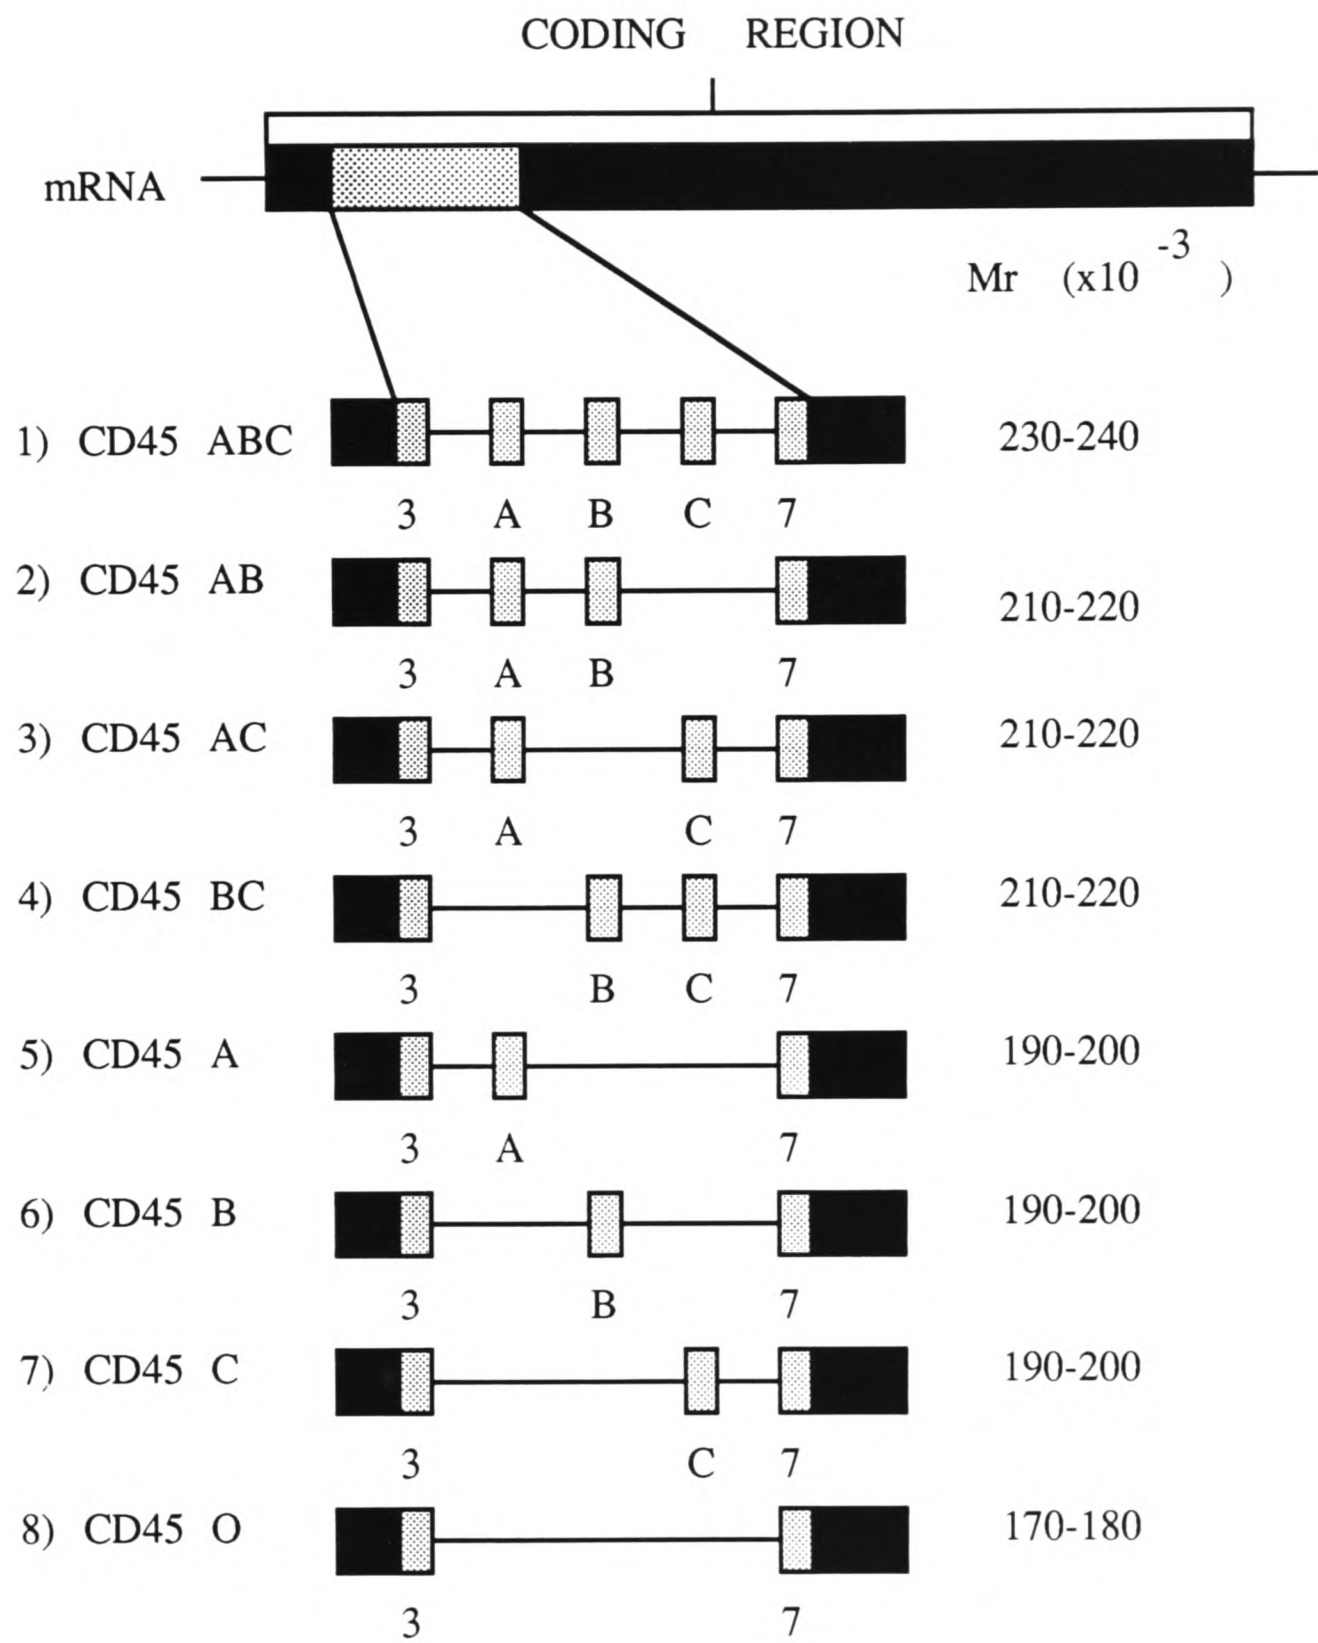 CODING REGION
mRNA
Mr (x10 -3 )
1) CD45 ABC 230-240
3 A B C 7
2) CD45 AB 210-220
3 A B 7
3) CD45 AC 210-220
3 A C 7
4) CD45 BC 210-220
3 B C 7
5) CD45 A 190-200
3 A 7
6) CD45 B 190-200
3 B 7
7) CD45 C 190-200
3 C 7
8) CD45 O 170-180
3 7